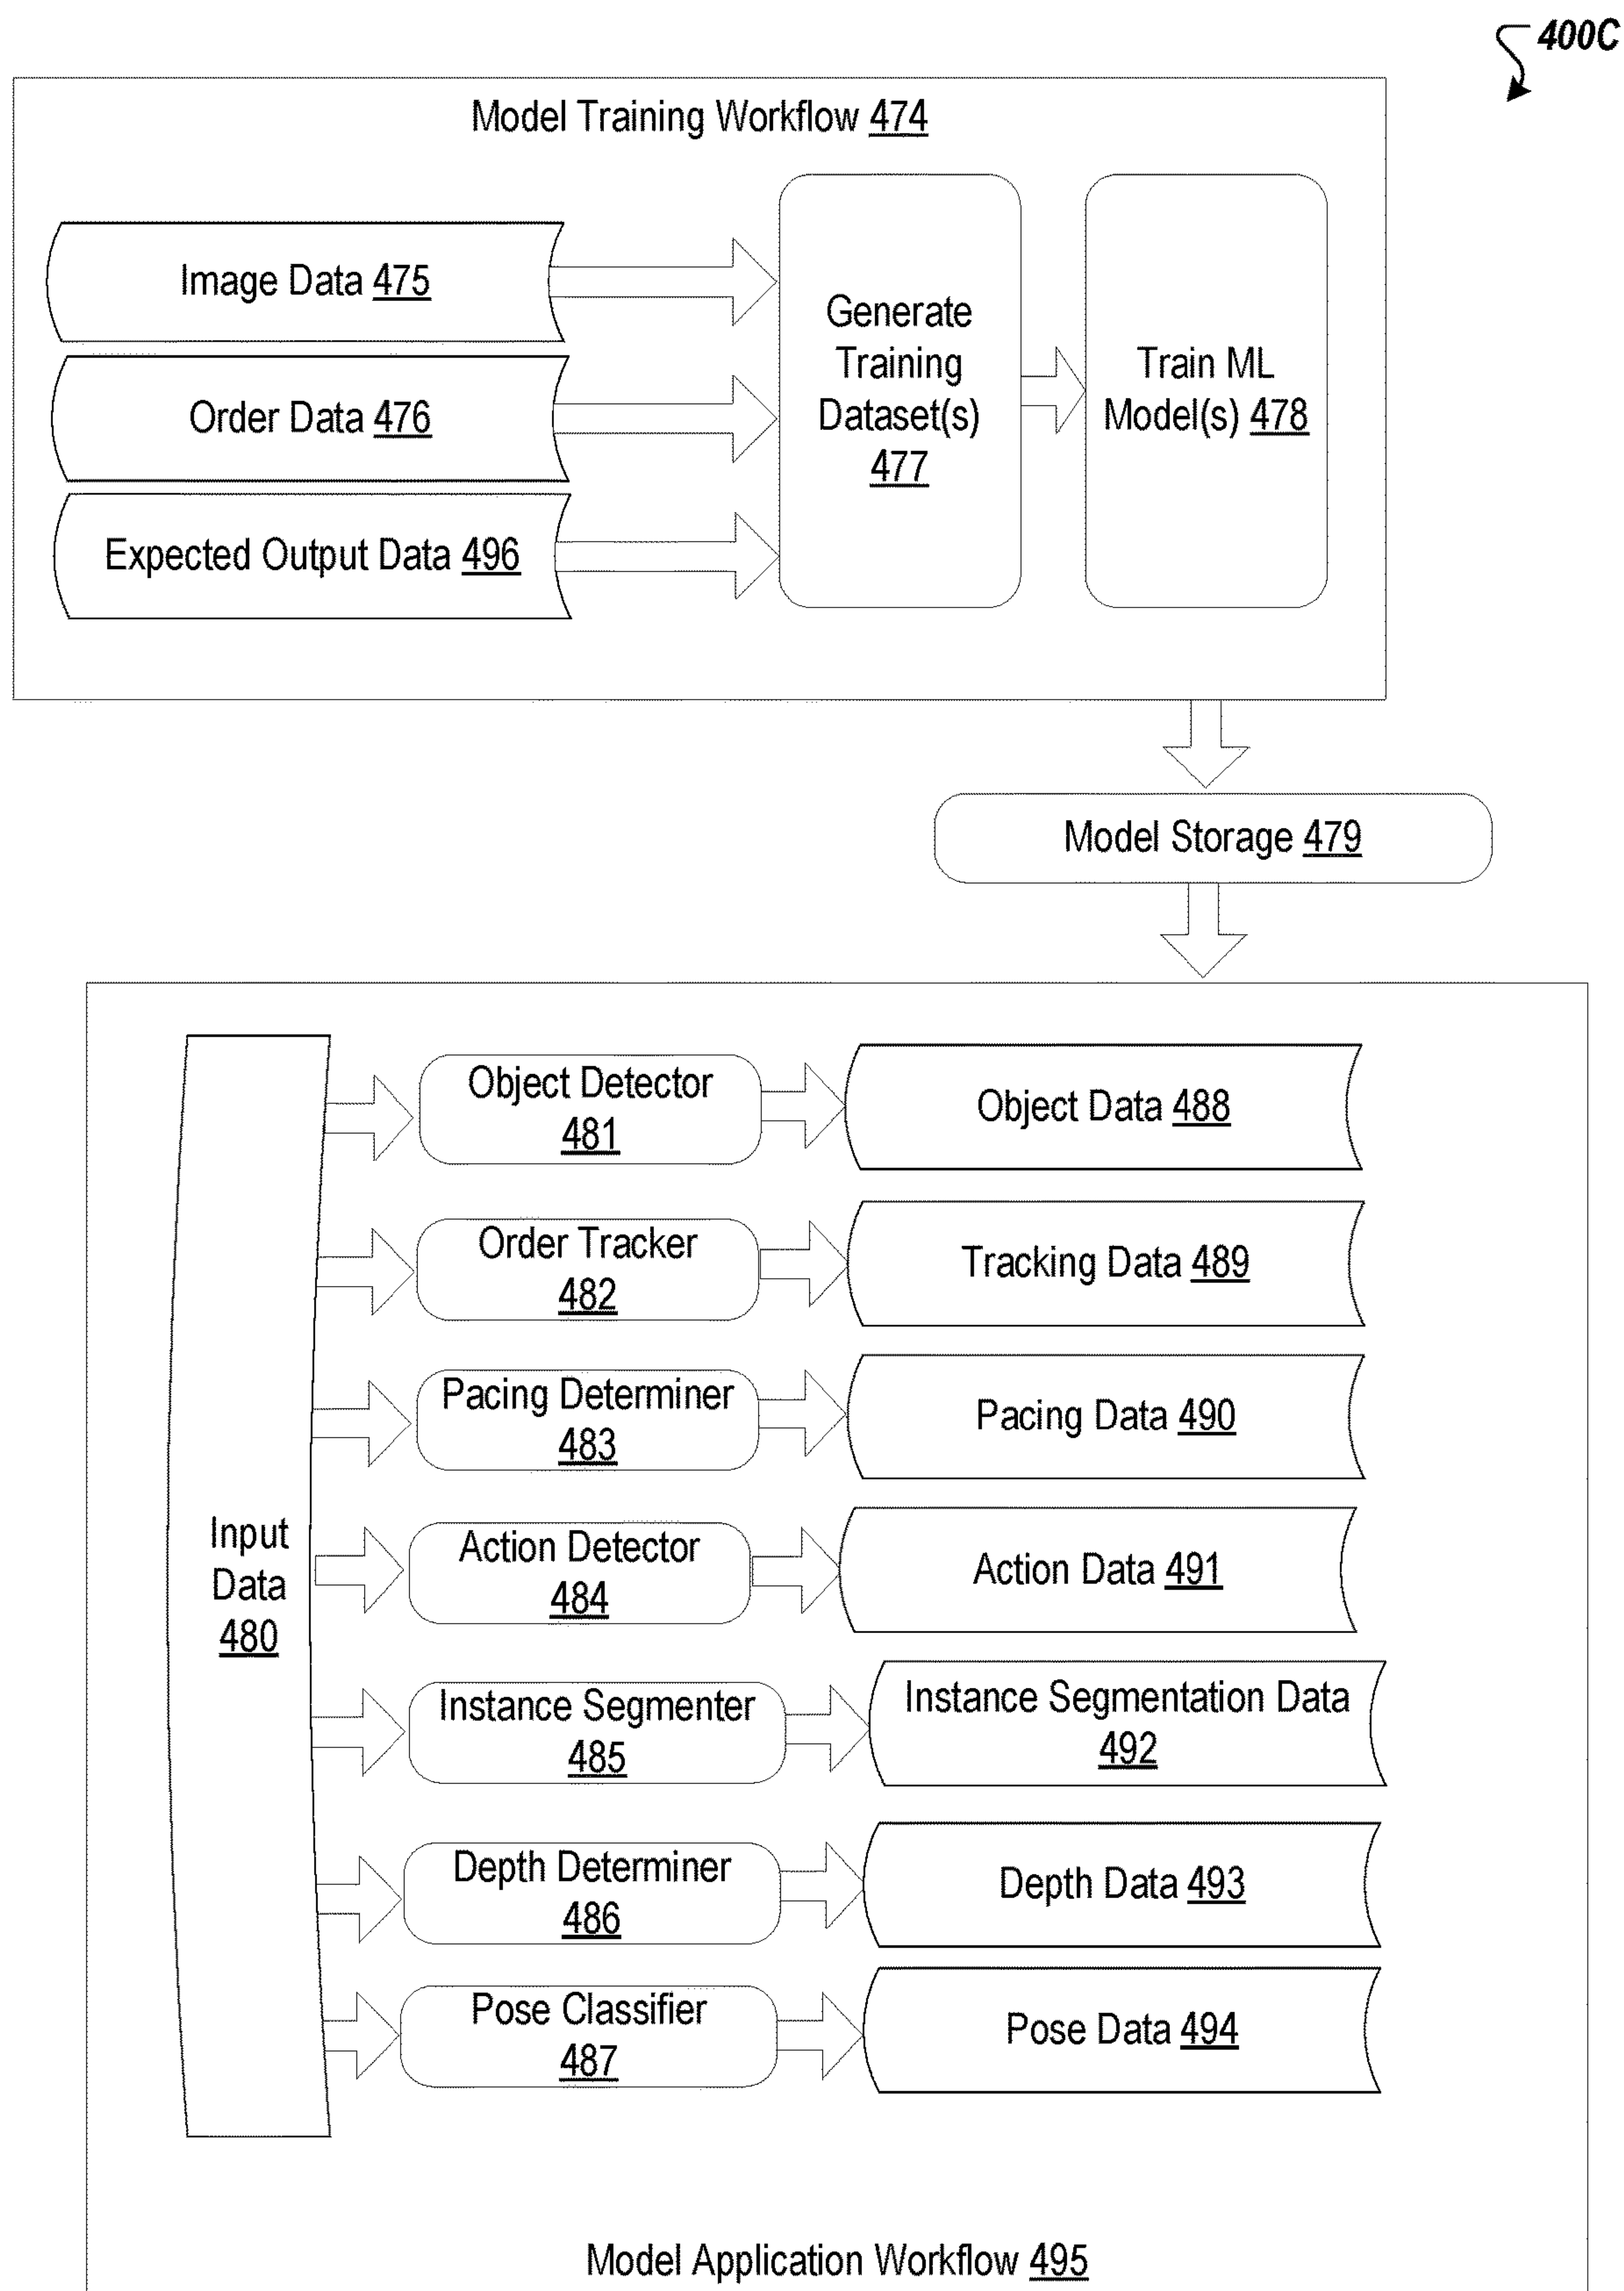 400C
Model Training Workflow 474
Image Data 475
Order Data 476
Expected Output Data 496
Generate
Training
Dataset(s)
477
Train ML
Model(s) 478
Model Storage 479
Input
Data
480
Object Detector
481
Object Data 488
Order Tracker
482
Tracking Data 489
Pacing Determiner
483
Pacing Data 490
Action Detector
484
Action Data 491
Instance Segmenter
485
Instance Segmentation Data
492
Depth Determiner
486
Depth Data 493
Pose Classifier
487
Pose Data 494
Model Application Workflow 495